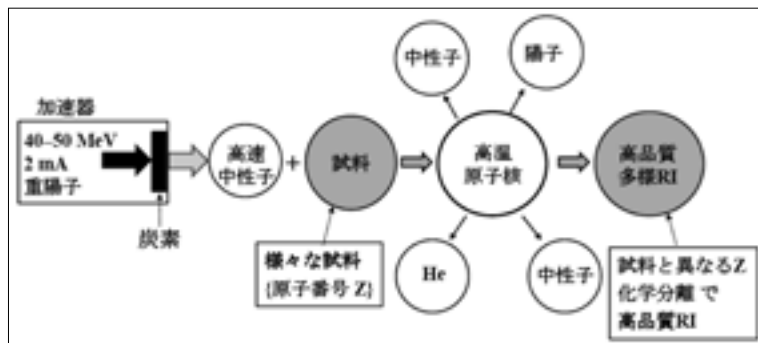 加速器
40–50 MeV
2 mA
重陽子
炭素
高速
中性子
+
試料
様々な試料
{原子番号 Z}
中性子
陽子
高温
原子核
He
中性子
高品質
多様RI
試料と異なるZ
化学分離 で
高品質RI